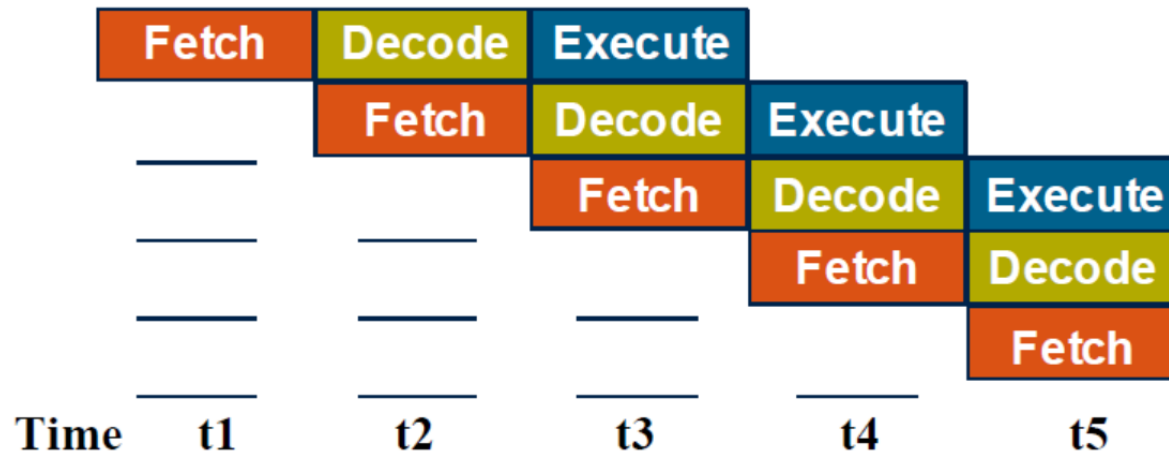 Fetch Decode Execute
Fetch Decode Execute
Fetch Decode Execute
Fetch Decode
Fetch
Time t1 t2 t3 t4 t5